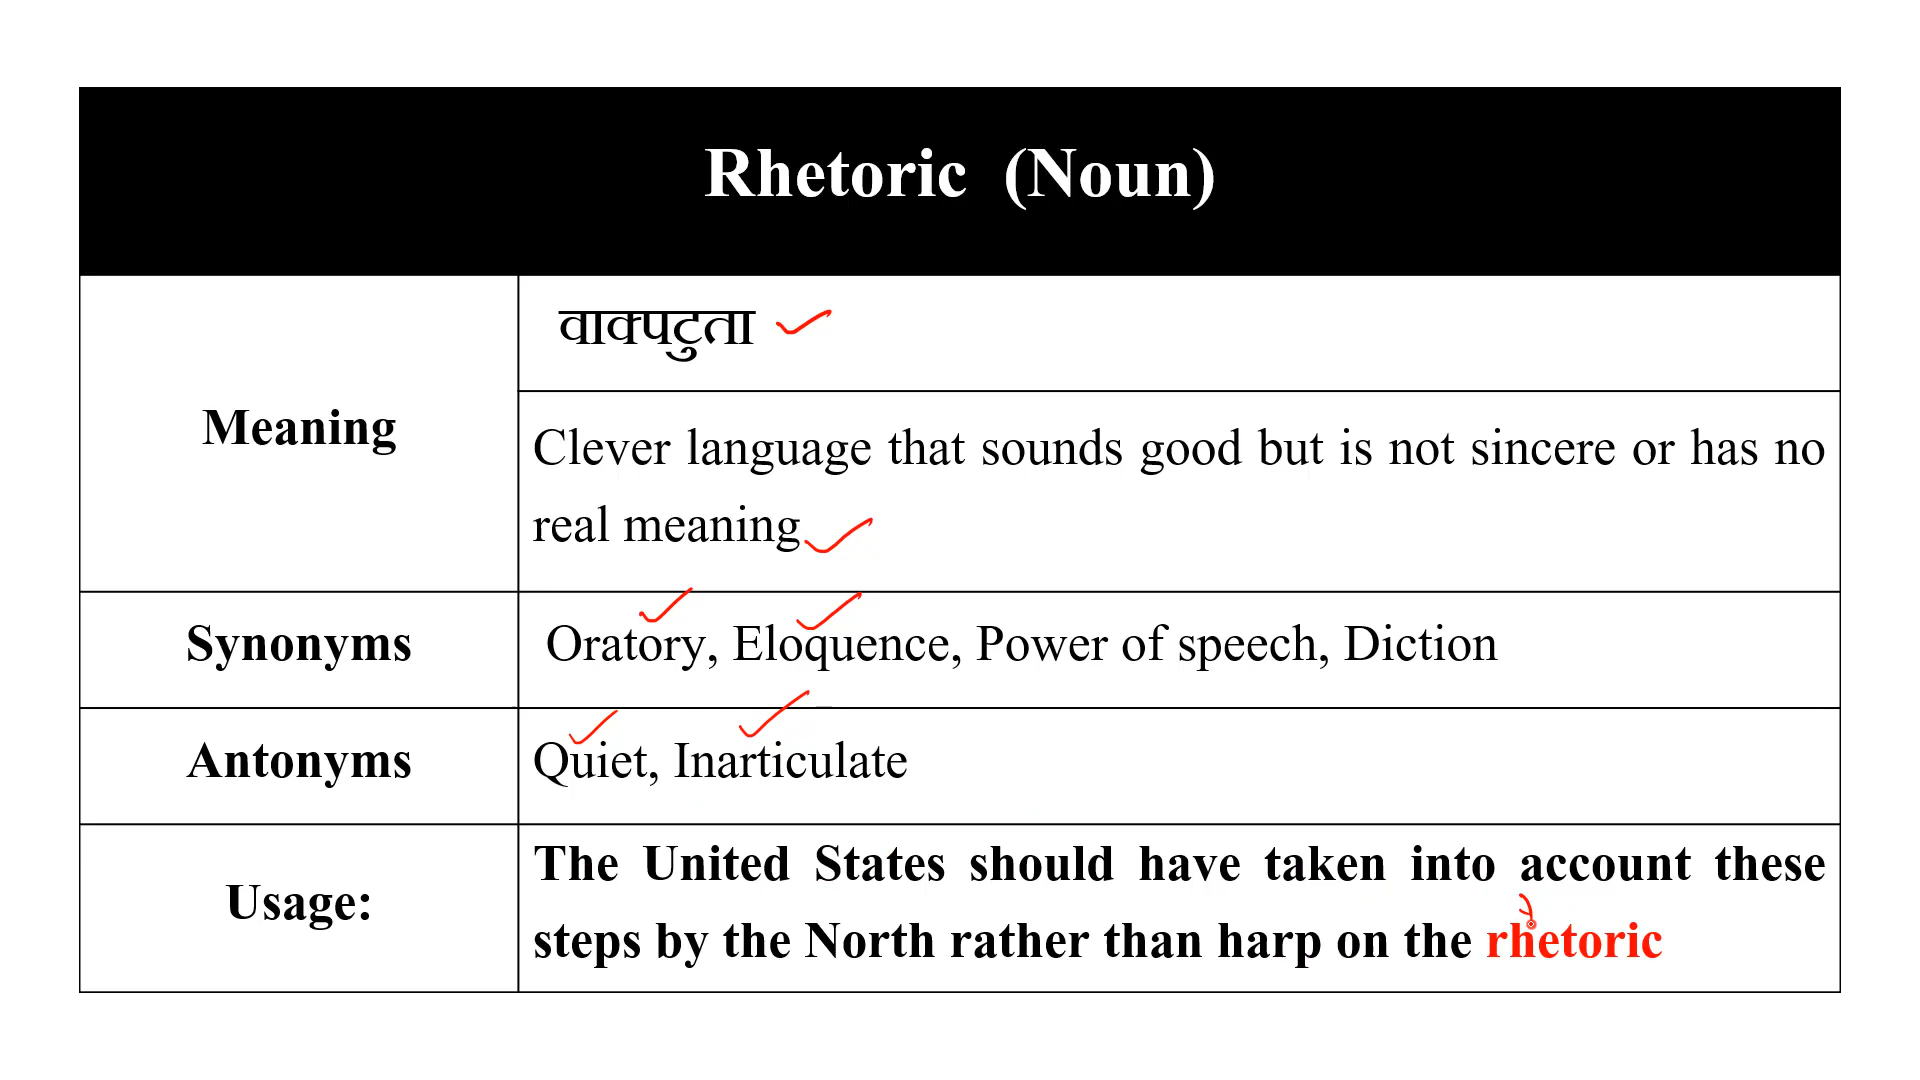 Rhetoric (Noun)
Meaning
वाक्पटुता
Clever language that sounds good but is not sincere or has no
real meaning
Synonyms
Oratory, Eloquence, Power of speech, Diction
Antonyms
Quiet, Inarticulate
Usage:
The United States should have taken into account these
steps by the North rather than harp on the rhetoric